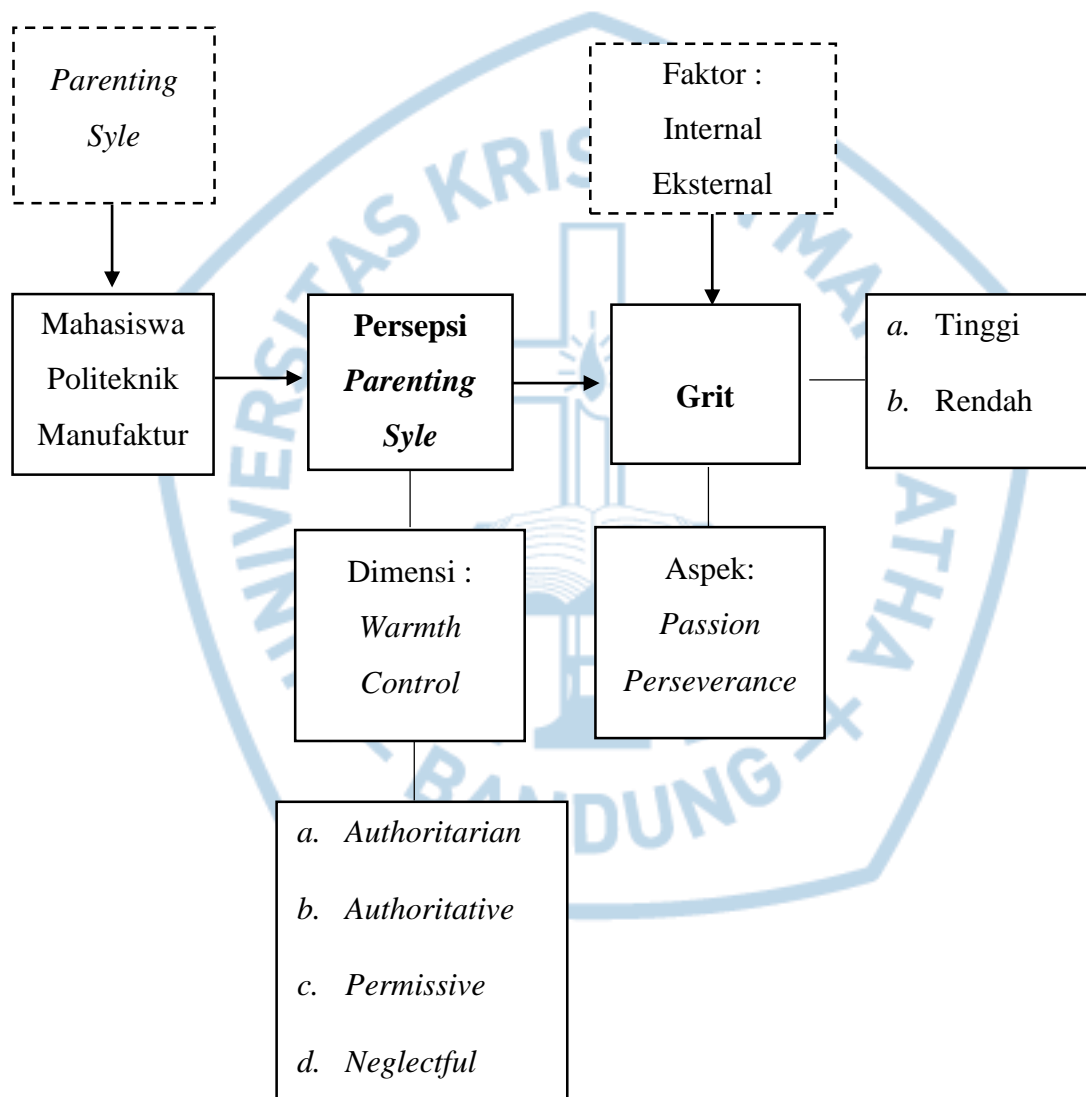 Parenting
Syle
Faktor :
Internal
Eksternal
Mahasiswa
Politeknik
Manufaktur
Persepsi
Parenting
Syle
Grit
a. Tinggi
b. Rendah
Dimensi :
Warmth
Control
Aspek:
Passion
Perseverance
a. Authoritarian
b. Authoritative
c. Permissive
d. Neglectful
BANDUNG